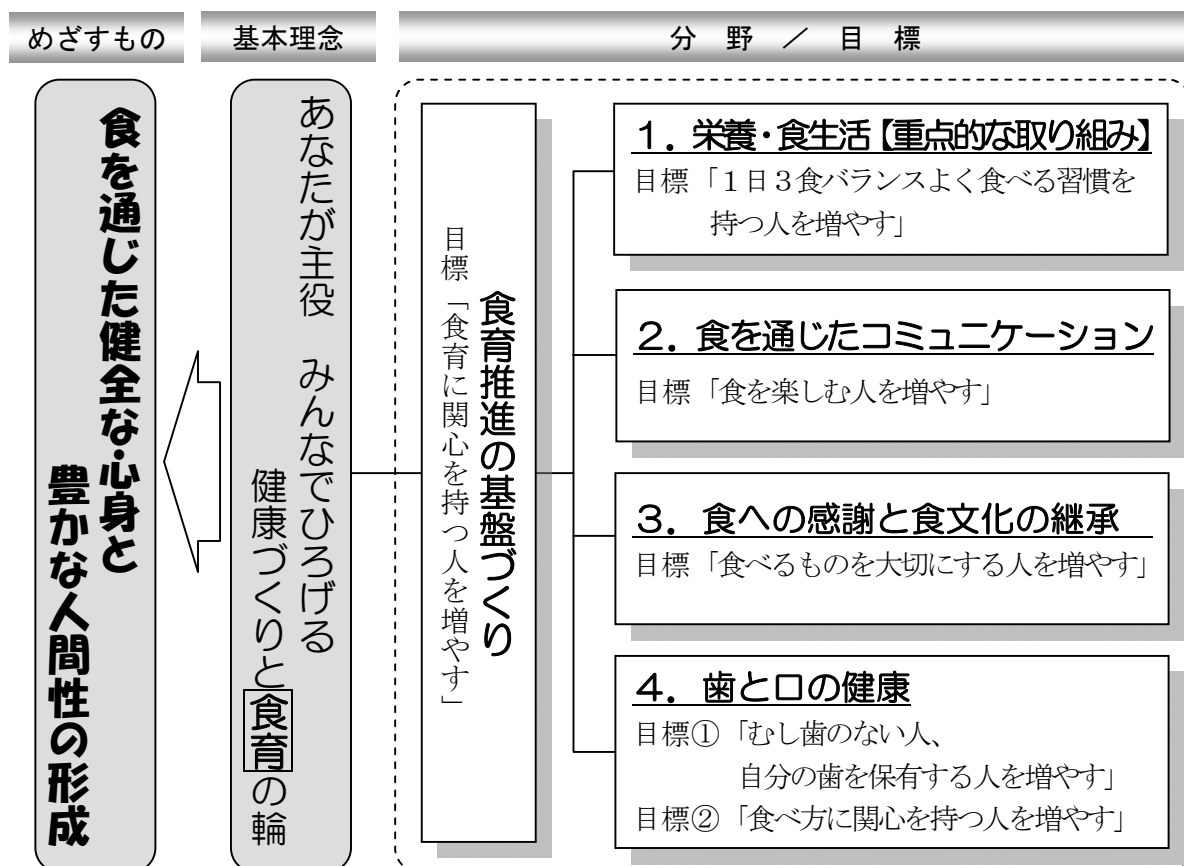 めざすもの
基本理念
分野／目標
食を通じた健全な心身と
豊かな人間性の形成
あなたが主役　みんなでひろげる
健康づくりと食育の輪
食育推進の基盤づくり
目標「食育に関心を持つ人を増やす」
１．栄養・食生活【重点的な取り組み】
目標「１日３食バランスよく食べる習慣を
持つ人を増やす」
２．食を通じたコミュニケーション
目標「食を楽しむ人を増やす」
３．食への感謝と食文化の継承
目標「食べるものを大切にする人を増やす」
４．歯と口の健康
目標①「むし歯のない人、
自分の歯を保有する人を増やす」
目標②「食べ方に関心を持つ人を増やす」